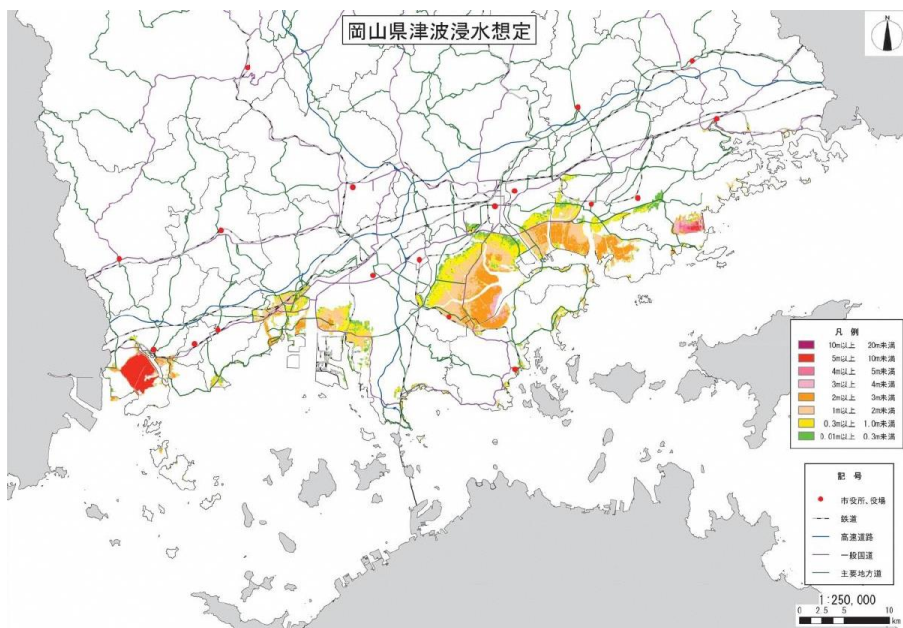 岡山県津波浸水想定
凡 例
10m以上 20m未満
5m以上 10m未満
4m以上 5m未満
3m以上 4m未満
2m以上 3m未満
1m以上 2m未満
0.3m以上 1.0m未満
0.01m以上 0.3m未満
記 号
市役所、役場
鉄道
高速道路
一般国道
主要地方道
1:250,000
0 2.5 5 10
km